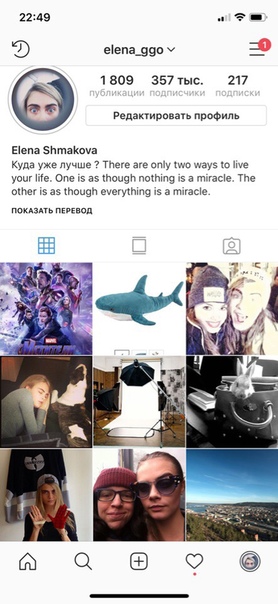 22:49
elena_ggo
1
1 809 357 тыс. 217
публикации подписчики подписки
Редактировать профиль
Elena Shmakova
Куда уже лучше ? There are only two ways to live
your life. One is as though nothing is a miracle. The
other is as though everything is a miracle.
ПОКАЗАТЬ ПЕРЕВОД
MARVEL